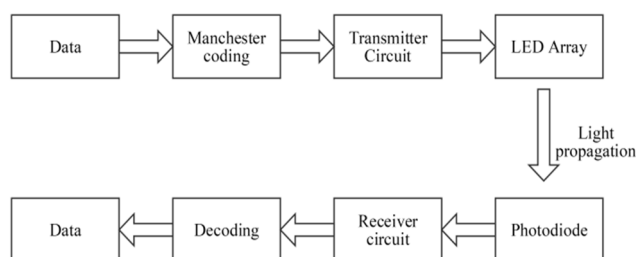 Data
Manchester
coding
Transmitter
Circuit
LED Array
Light
propagation
Data
Decoding
Receiver
circuit
Photodiode